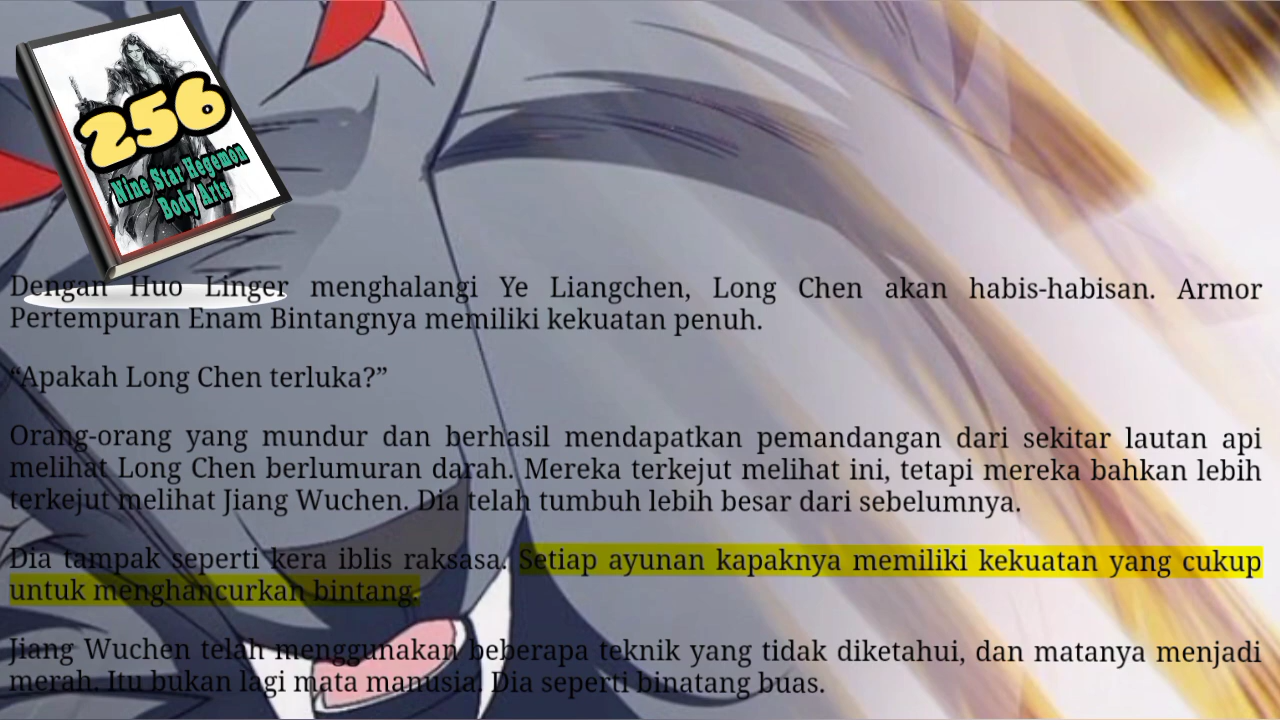 256
Nine Star Hegemon
Body Arts
Dengan Huo Linger menghalangi Ye Liangchen, Long Chen akan habis-habisan. Armor
Pertempuran Enam Bintangnya memiliki kekuatan penuh.
“Apakah Long Chen terluka?”
Orang-orang yang mundur dan berhasil mendapatkan pemandangan dari sekitar lautan api
melihat Long Chen berlumuran darah. Mereka terkejut melihat ini, tetapi mereka bahkan lebih
terkejut melihat Jiang Wuchen. Dia telah tumbuh lebih besar dari sebelumnya.
Dia tampak seperti kera iblis raksasa. Setiap ayunan kapaknya memiliki kekuatan yang cukup
untuk menghancurkan bintang.
Jiang Wuchen telah menggunakan beberapa teknik yang tidak diketahui, dan matanya menjadi
merah. Itu bukan lagi mata manusia. Dia seperti binatang buas.